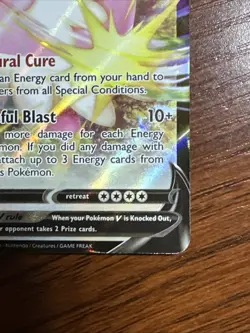 ural Cure
an Energy card from your hand to
ers from all Special Conditions.
ful Blast 10+
more damage for each Energy
mon. If you did any damage with
ttach up to 3 Energy cards from
s Pokémon.
retreat
V rule When your Pokémon V is Knocked Out,
r opponent takes 2 Prize cards.
Nintendo / Creatures / GAME FREAK